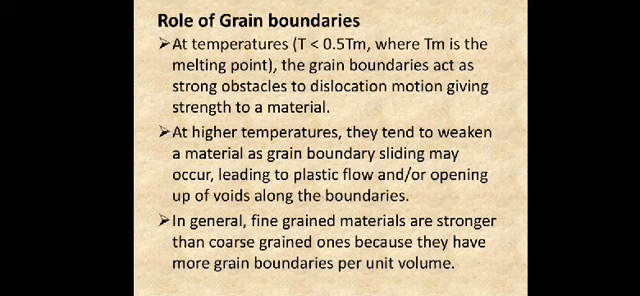 Role of Grain boundaries
➢At temperatures (T < 0.5Tm, where Tm is the
melting point), the grain boundaries act as
strong obstacles to dislocation motion giving
strength to a material.
➢At higher temperatures, they tend to weaken
a material as grain boundary sliding may
occur, leading to plastic flow and/or opening
up of voids along the boundaries.
➢In general, fine grained materials are stronger
than coarse grained ones because they have
more grain boundaries per unit volume.